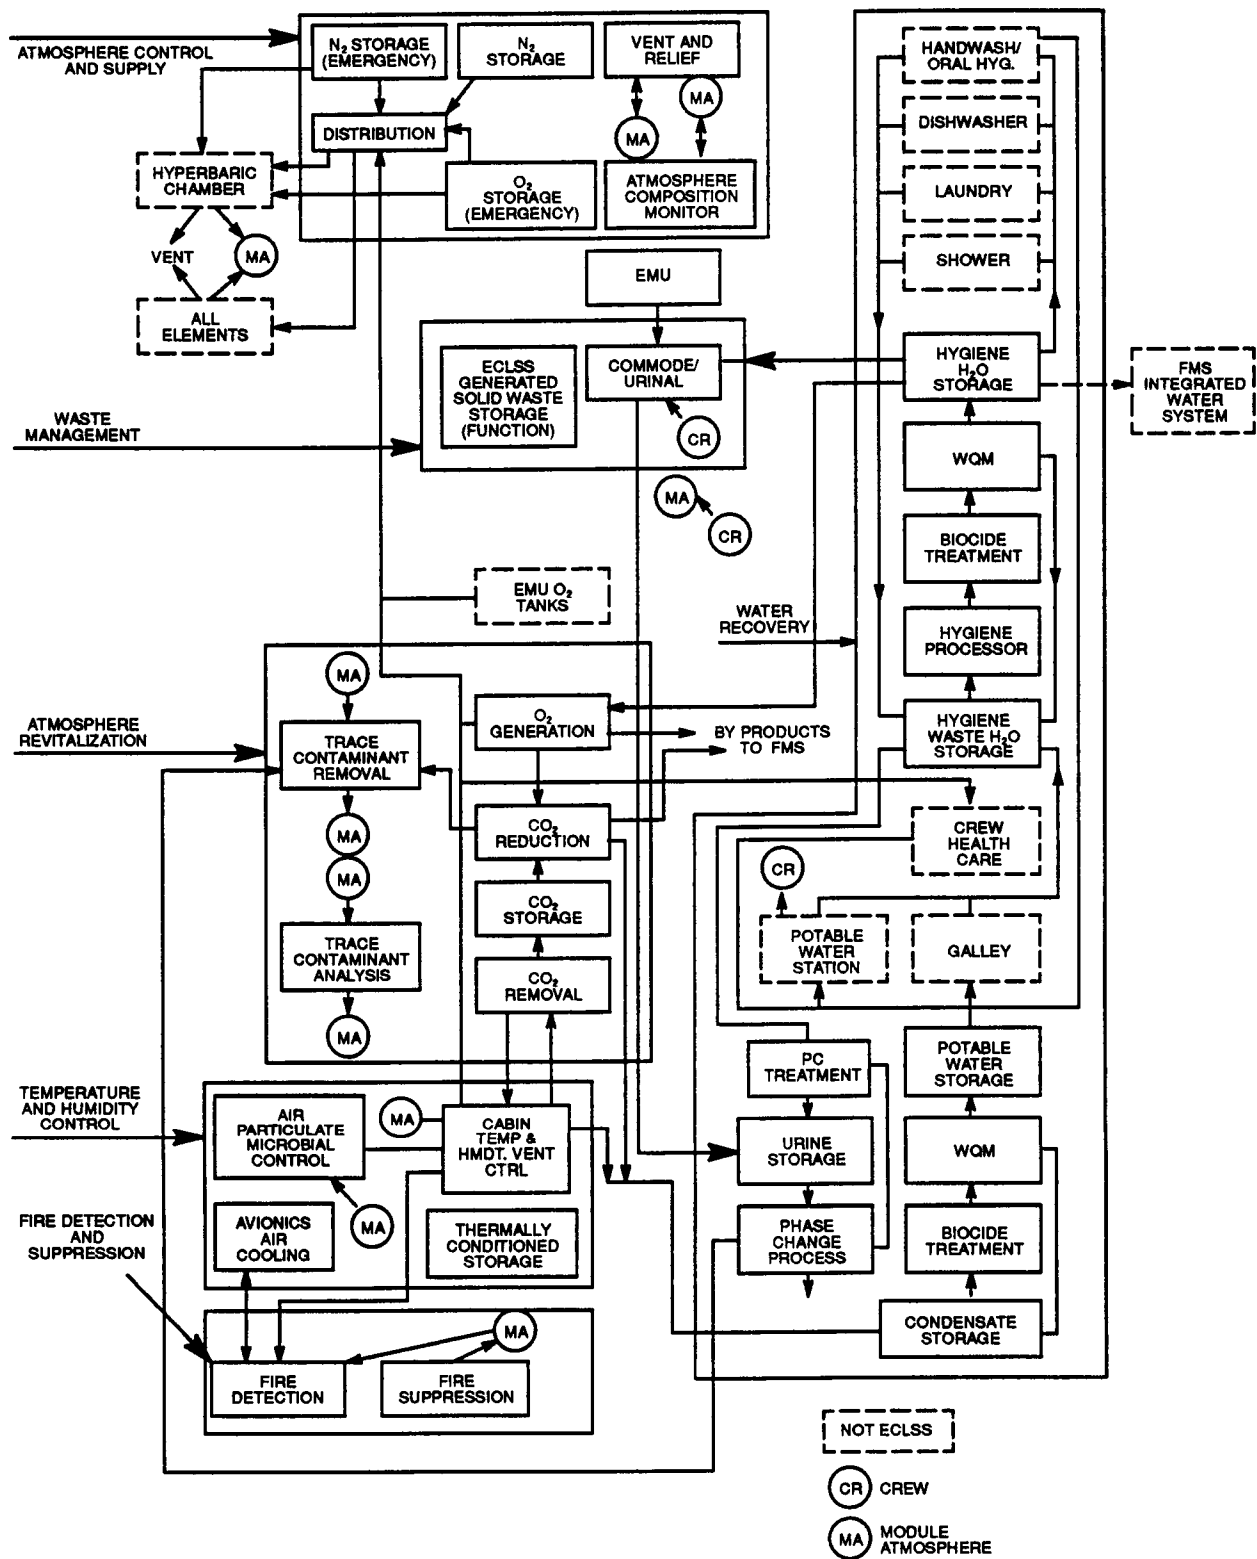 ATMOSPHERE CONTROL
AND SUPPLY
N₂ STORAGE
(EMERGENCY)
N₂
STORAGE
VENT AND
RELIEF
MA
MA
DISTRIBUTION
O₂
STORAGE
(EMERGENCY)
ATMOSPHERE
COMPOSITION
MONITOR
HYPERBARIC
CHAMBER
VENT
MA
ALL
ELEMENTS
EMU
ECLSS
GENERATED
SOLID WASTE
STORAGE
(FUNCTION)
COMMODE/
URINAL
CR
WASTE
MANAGEMENT
MA
CR
HANDWASH/
ORAL HYG.
DISHWASHER
LAUNDRY
SHOWER
HYGIENE
H₂O
STORAGE
FMS
INTEGRATED
WATER
SYSTEM
WQM
BIOCIDE
TREATMENT
HYGIENE
PROCESSOR
HYGIENE
WASTE H₂O
STORAGE
WATER
RECOVERY
EMU O₂
TANKS
ATMOSPHERE
REVITALIZATION
MA
TRACE
CONTAMINANT
REMOVAL
MA
MA
TRACE
CONTAMINANT
ANALYSIS
MA
O₂
GENERATION
BY PRODUCTS
TO FMS
CO₂
REDUCTION
CO₂
STORAGE
CO₂
REMOVAL
CREW
HEALTH
CARE
CR
POTABLE
WATER
STATION
GALLEY
PC
TREATMENT
POTABLE
WATER
STORAGE
URINE
STORAGE
WQM
PHASE
CHANGE
PROCESS
BIOCIDE
TREATMENT
CONDENSATE
STORAGE
TEMPERATURE
AND HUMIDITY
CONTROL
AIR
PARTICULATE
MICROBIAL
CONTROL
MA
CABIN
TEMP &
HMDT. VENT
CTRL
MA
AVIONICS
AIR
COOLING
THERMALLY
CONDITIONED
STORAGE
FIRE DETECTION
AND
SUPPRESSION
MA
FIRE
DETECTION
FIRE
SUPPRESSION
NOT ECLSS
CR CREW
MA MODULE
ATMOSPHERE